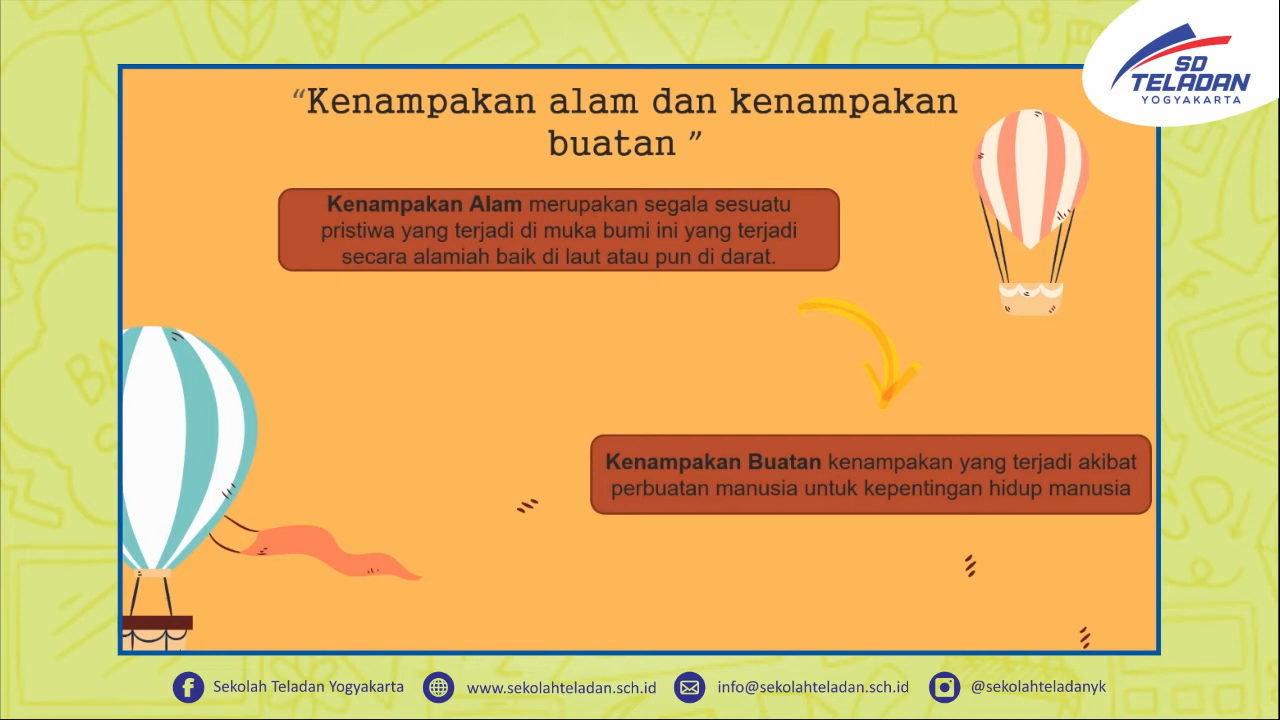 SD
TELADAN
YOGYAKARTA
“Kenampakan alam dan kenampakan
buatan ”
Kenampakan Alam merupakan segala sesuatu
pristiwa yang terjadi di muka bumi ini yang terjadi
secara alamiah baik di laut atau pun di darat.
Kenampakan Buatan kenampakan yang terjadi akibat
perbuatan manusia untuk kepentingan hidup manusia
Sekolah Teladan Yogyakarta
www.sekolahteladan.sch.id
info@sekolahteladan.sch.id
@sekolahteladanyk